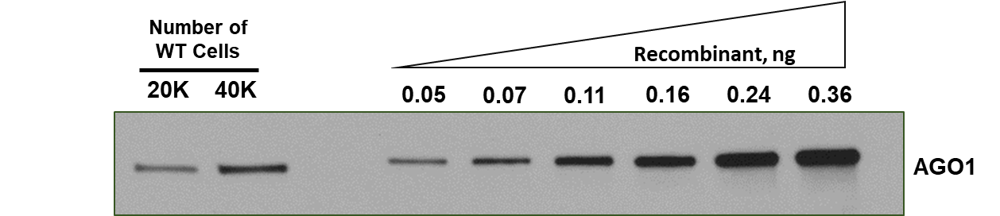 Number of
WT Cells
20K 40K
Recombinant, ng
0.05 0.07 0.11 0.16 0.24 0.36
AGO1